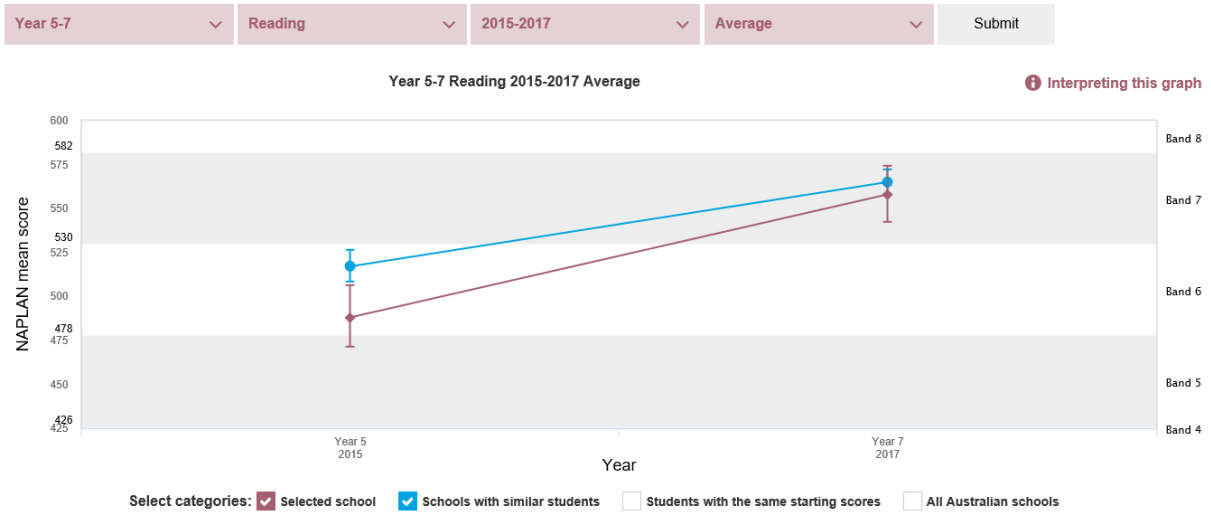 Year 5-7 Reading 2015-2017 Average Submit
Year 5-7 Reading 2015-2017 Average
Interpreting this graph
NAPLAN mean score
600
582
575
550
530
525
500
478
475
450
426
425
Band 8
Band 7
Band 6
Band 5
Band 4
Year 5 Year 7
2015 2017
Year
Select categories: Selected school Schools with similar students Students with the same starting scores All Australian schools